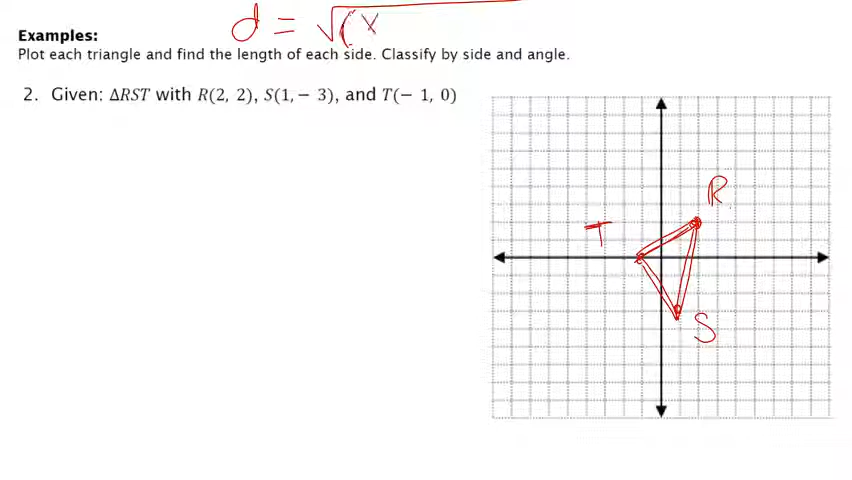 d = √(x
Examples:
Plot each triangle and find the length of each side. Classify by side and angle.
2. Given: ΔRST with R(2, 2), S(1, − 3), and T(− 1, 0)
R
T
S